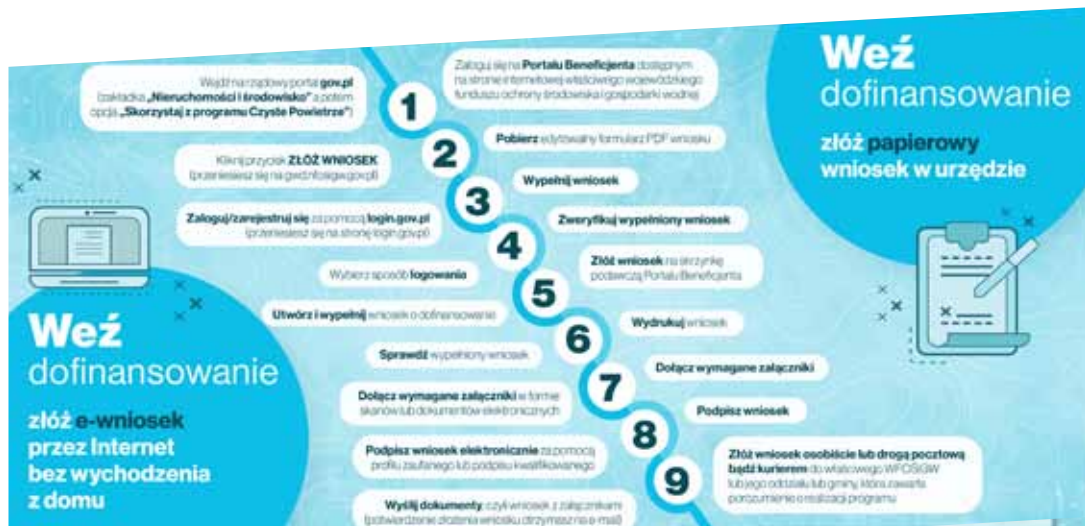 Wejdź na rządowy portal gov.pl
(zakładka „Nieruchomości i środowisko” a potem
opcja „Skorzystaj z programu Czyste Powietrze”)
Kliknij przycisk ZŁÓŻ WNIOSEK
(przeniesiesz się na gwd.nfosigw.gov.pl)
Zaloguj/zarejestruj się za pomocą login.gov.pl
(przeniesiesz się na stronę login.gov.pl)
Wybierz sposób logowania
Utwórz i wypełnij wniosek o dofinansowanie
Sprawdź wypełniony wniosek
Dołącz wymagane załączniki w formie
skanów lub dokumentów elektronicznych
Podpisz wniosek elektronicznie za pomocą
profilu zaufanego lub podpisu kwalifikowanego
Wyślij dokumenty, czyli wniosek z załącznikami
(potwierdzenie złożenia wniosku otrzymasz na e-mail)
Weź
dofinansowanie
złóż e-wniosek
przez Internet
bez wychodzenia
z domu
1
2
3
4
5
6
7
8
9
Zaloguj się na Portalu Beneficjenta dostępnym
na stronie internetowej właściwego wojewódzkiego
funduszu ochrony środowiska i gospodarki wodnej
Pobierz edytowalny formularz PDF wniosku
Wypełnij wniosek
Zweryfikuj wypełniony wniosek
Złóż wniosek na skrzynkę
podawczą Portalu Beneficjenta
Wydrukuj wniosek
Dołącz wymagane załączniki
Podpisz wniosek
Złóż wniosek osobiście lub drogą pocztową
bądź kurierem do właściwego WFOŚiGW
lub jego oddziału lub gminy, która zawarła
porozumienie o realizacji programu
Weź
dofinansowanie
złóż papierowy
wniosek w urzędzie